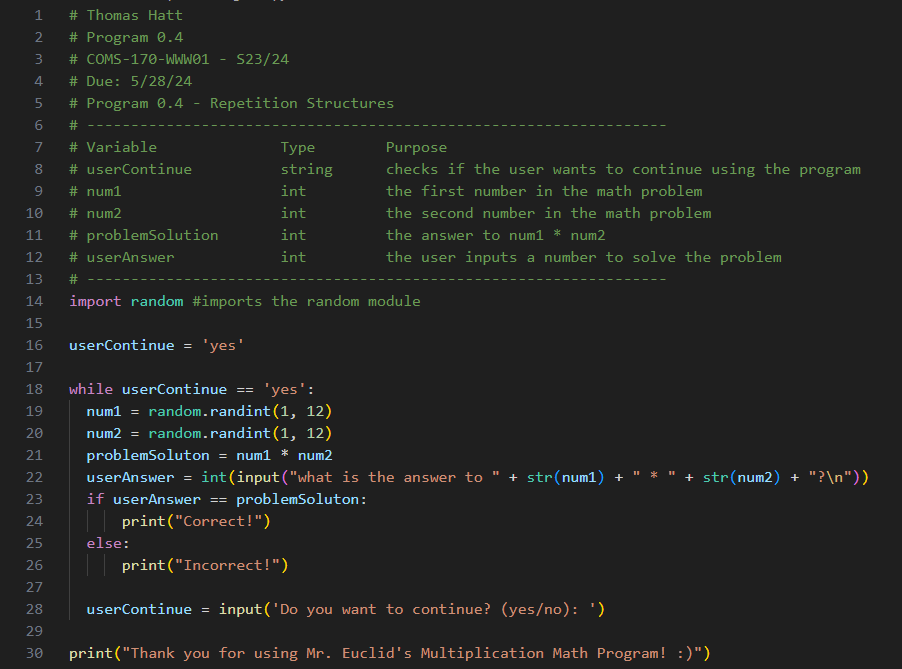 1 # Thomas Hatt
2 # Program 0.4
3 # COMS-170-WWW01 - S23/24
4 # Due: 5/28/24
5 # Program 0.4 - Repetition Structures
6 # ------------------------------------------------------------------
7 # Variable              Type        Purpose
8 # userContinue          string      checks if the user wants to continue using the program
9 # num1                  int         the first number in the math problem
10 # num2                  int         the second number in the math problem
11 # problemSolution       int         the answer to num1 * num2
12 # userAnswer            int         the user inputs a number to solve the problem
13 # ------------------------------------------------------------------
14 import random #imports the random module
15
16 userContinue = 'yes'
17
18 while userContinue == 'yes':
19   num1 = random.randint(1, 12)
20   num2 = random.randint(1, 12)
21   problemSoluton = num1 * num2
22   userAnswer = int(input("what is the answer to " + str(num1) + " * " + str(num2) + "?\n"))
23   if userAnswer == problemSoluton:
24       print("Correct!")
25   else:
26       print("Incorrect!")
27
28   userContinue = input('Do you want to continue? (yes/no): ')
29
30 print("Thank you for using Mr. Euclid's Multiplication Math Program! :)")